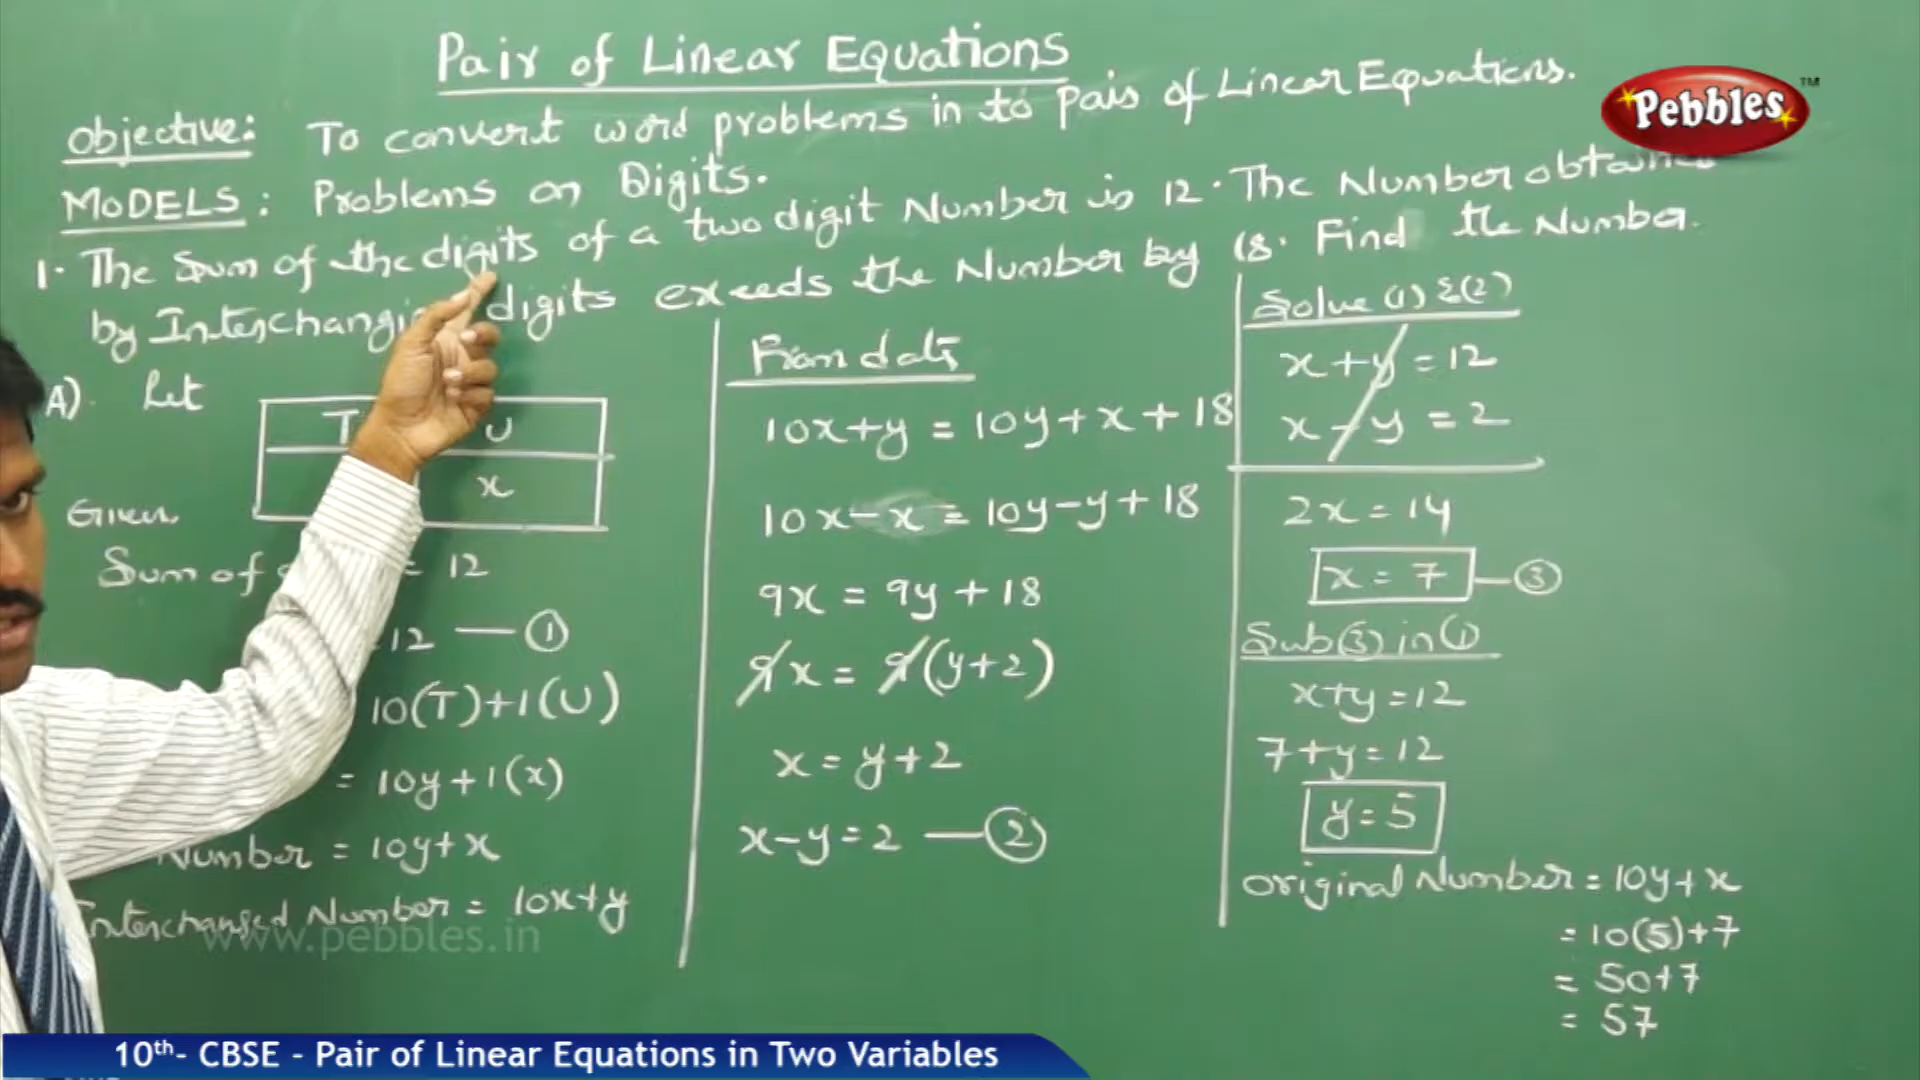 Pair of Linear Equations
Objective: To convert word problems in to pais of Linear Equations.
MODELS: Problems on Digits.
1. The Sum of the digits of a two digit Number is 12. The Number obtained
by Interchanging digits exceeds the Number by 18. Find the Number.
A). Let
T U
x
Given
Sum of = 12
12 — ①
10(T)+1(U)
= 10y+1(x)
Number = 10y+x
Interchanged Number = 10x+y
From data
10x+y = 10y+x+18
10x-x = 10y-y+18
9x = 9y+18
9x = 9(y+2)
x = y+2
x-y=2 — ②
Solve (1) & (2)
x+y = 12
x-y = 2
2x = 14
x = 7 — ③
Sub (3) in (1)
x+y = 12
7+y = 12
y = 5
Original Number = 10y+x
= 10(5)+7
= 50+7
= 57
Pebbles™
www.pebbles.in
10th- CBSE - Pair of Linear Equations in Two Variables